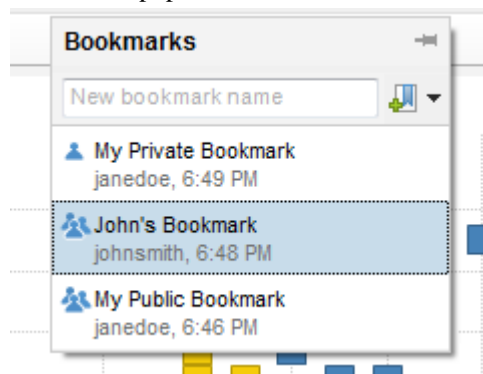 Bookmarks
New bookmark name
My Private Bookmark
janedoe, 6:49 PM
John's Bookmark
johnsmith, 6:48 PM
My Public Bookmark
janedoe, 6:46 PM